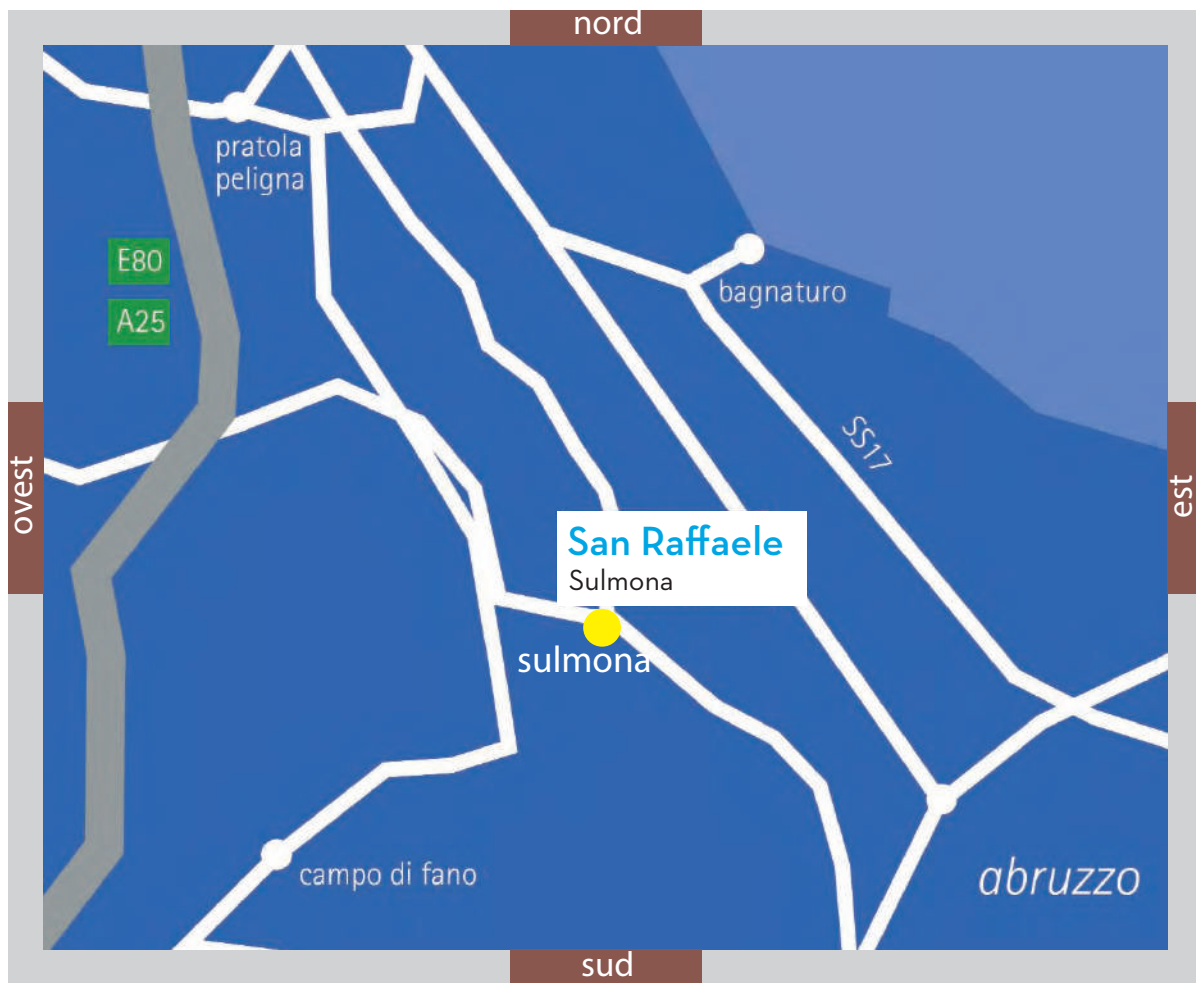 nord
pratola
peligna
E80
A25
bagnaturo
SS17
ovest
est
San Raffaele
Sulmona
sulmona
campo di fano
abruzzo
sud